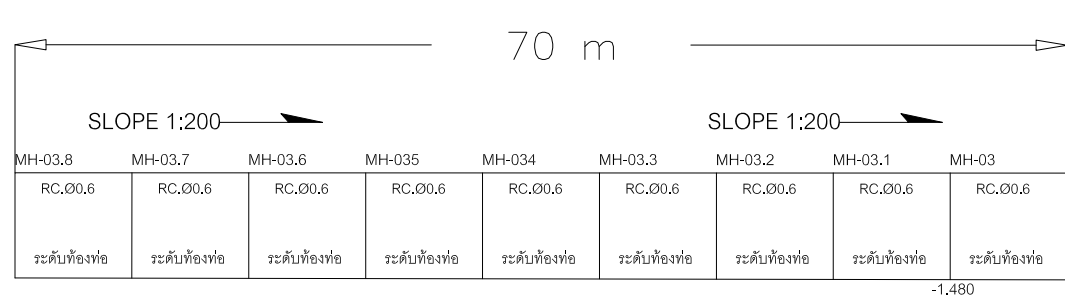 70 m
SLOPE 1:200 SLOPE 1:200
MH-03.8 MH-03.7 MH-03.6 MH-035 MH-034 MH-03.3 MH-03.2 MH-03.1 MH-03
RC.Ø0.6 RC.Ø0.6 RC.Ø0.6 RC.Ø0.6 RC.Ø0.6 RC.Ø0.6 RC.Ø0.6 RC.Ø0.6 RC.Ø0.6
ระดับท้องท่อ ระดับท้องท่อ ระดับท้องท่อ ระดับท้องท่อ ระดับท้องท่อ ระดับท้องท่อ ระดับท้องท่อ ระดับท้องท่อ ระดับท้องท่อ
-1.480